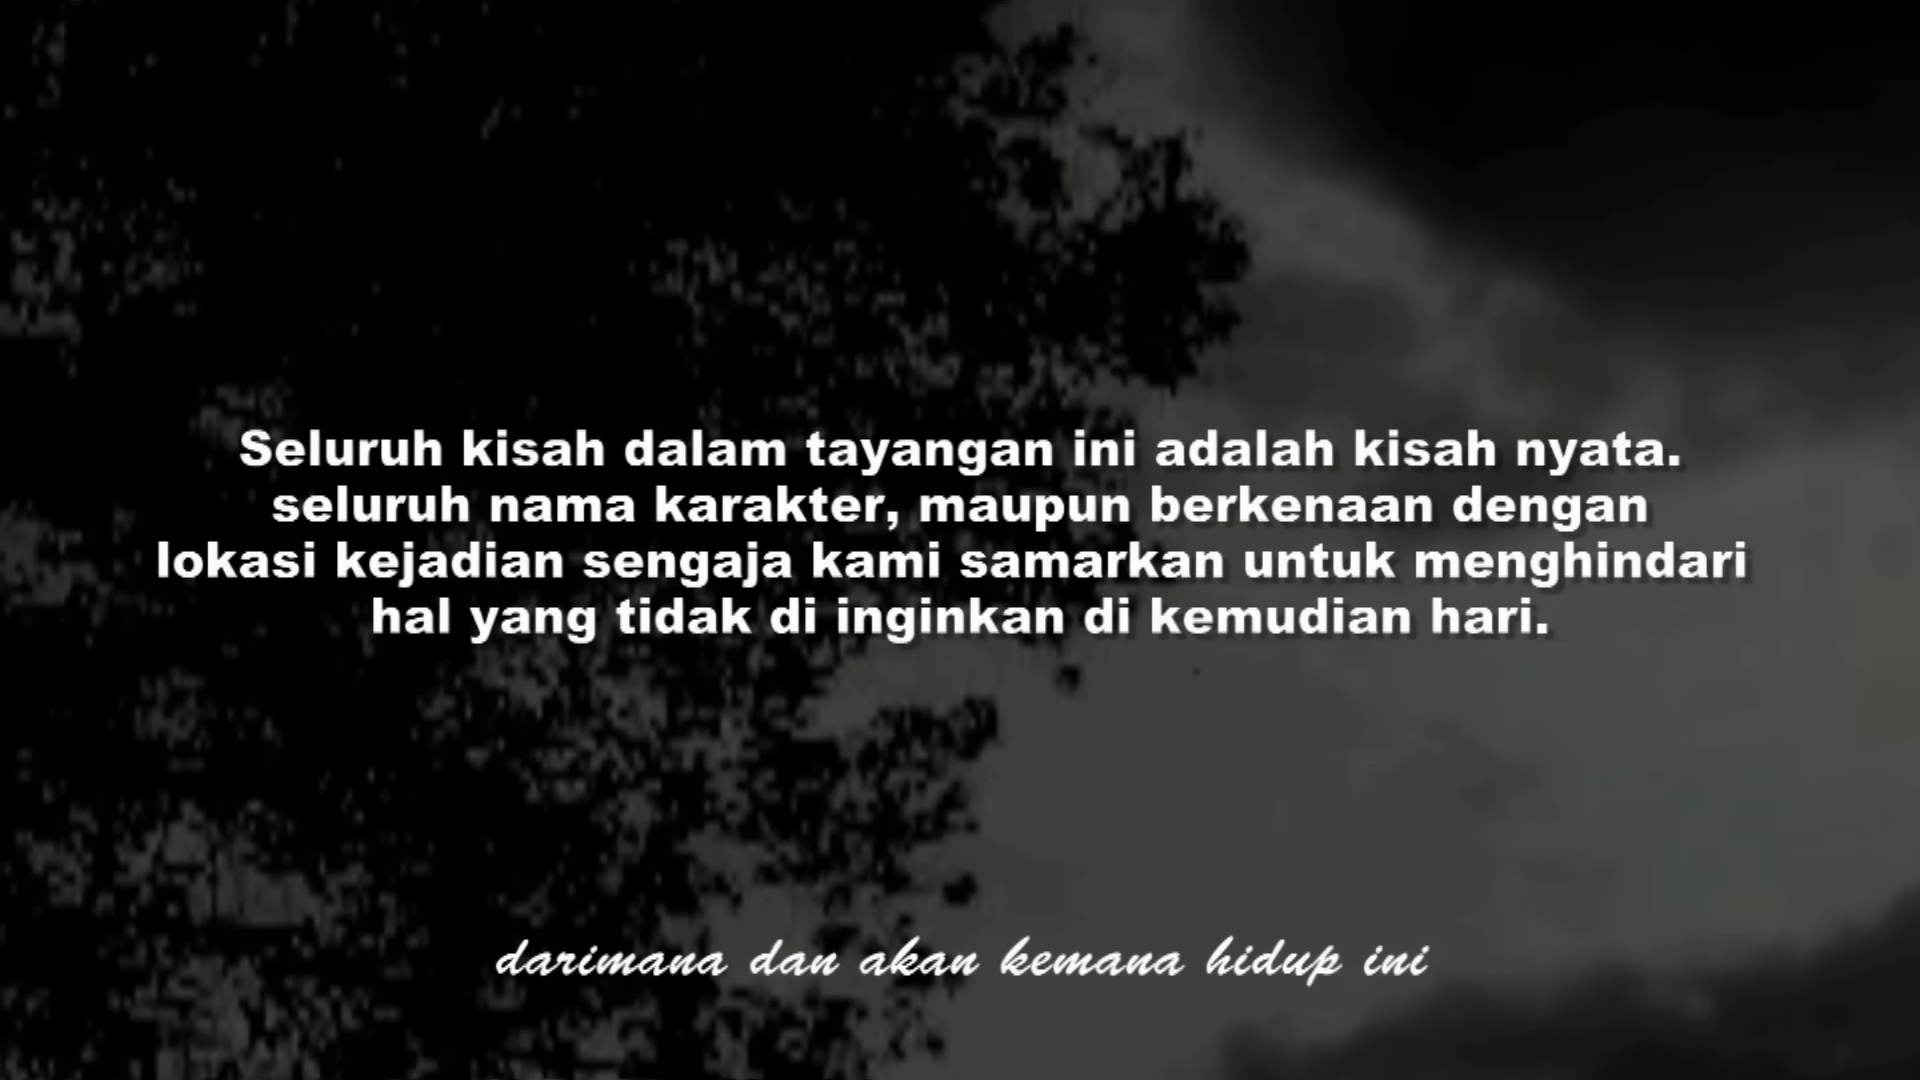 Seluruh kisah dalam tayangan ini adalah kisah nyata.
seluruh nama karakter, maupun berkenaan dengan
lokasi kejadian sengaja kami samarkan untuk menghindari
hal yang tidak di inginkan di kemudian hari.
darimana dan akan kemana hidup ini